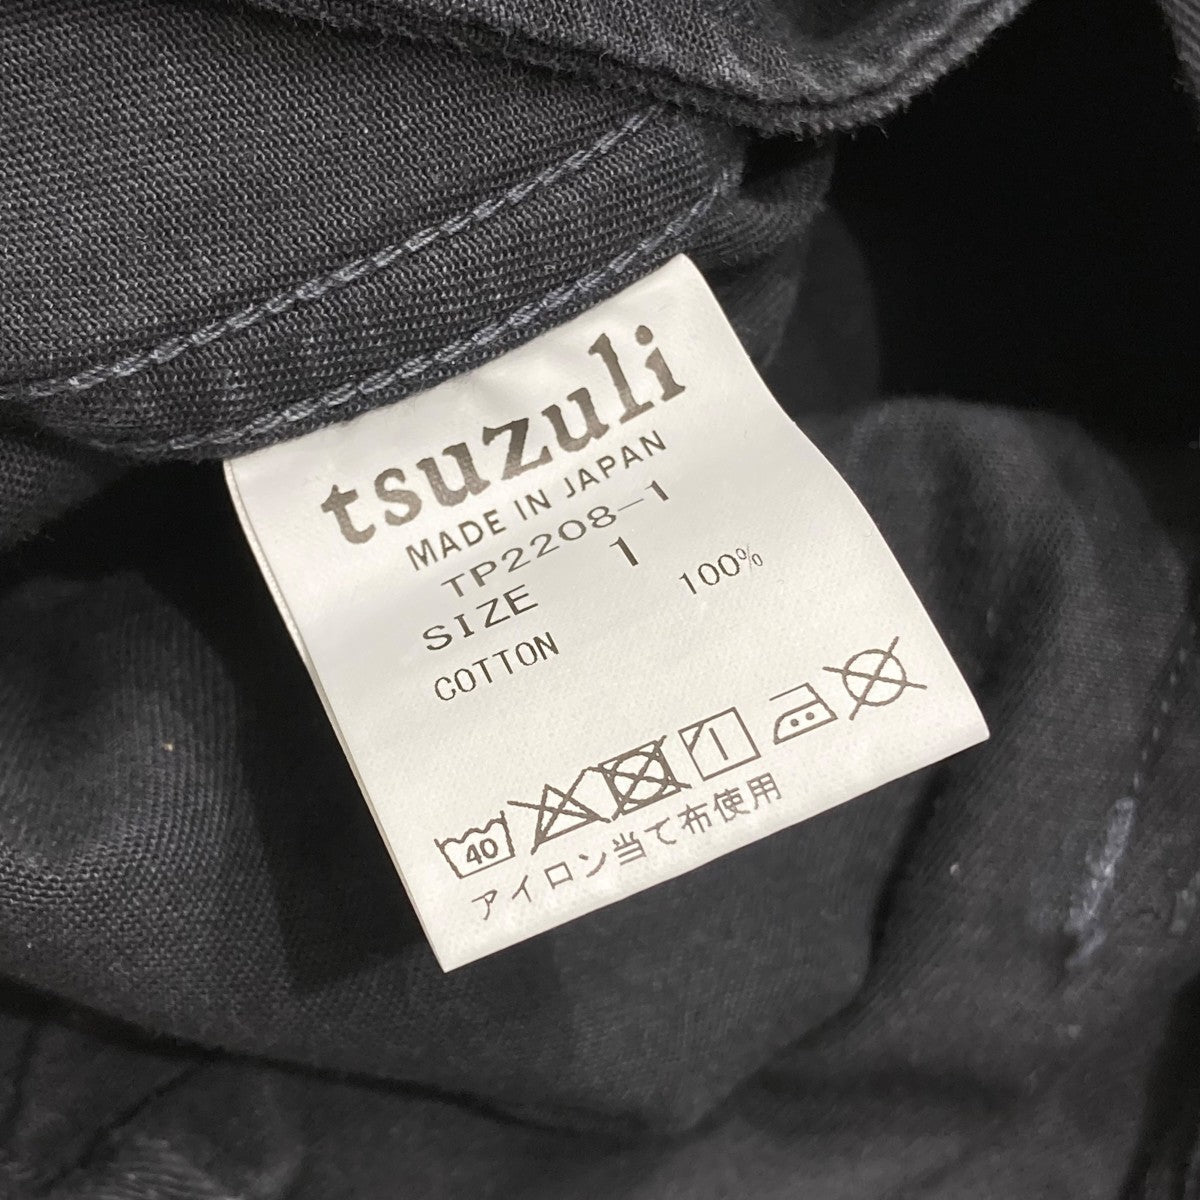 tsuzuli
MADE IN JAPAN
TP2208-1
SIZE 1
COTTON 100%
40
アイロン当て布使用